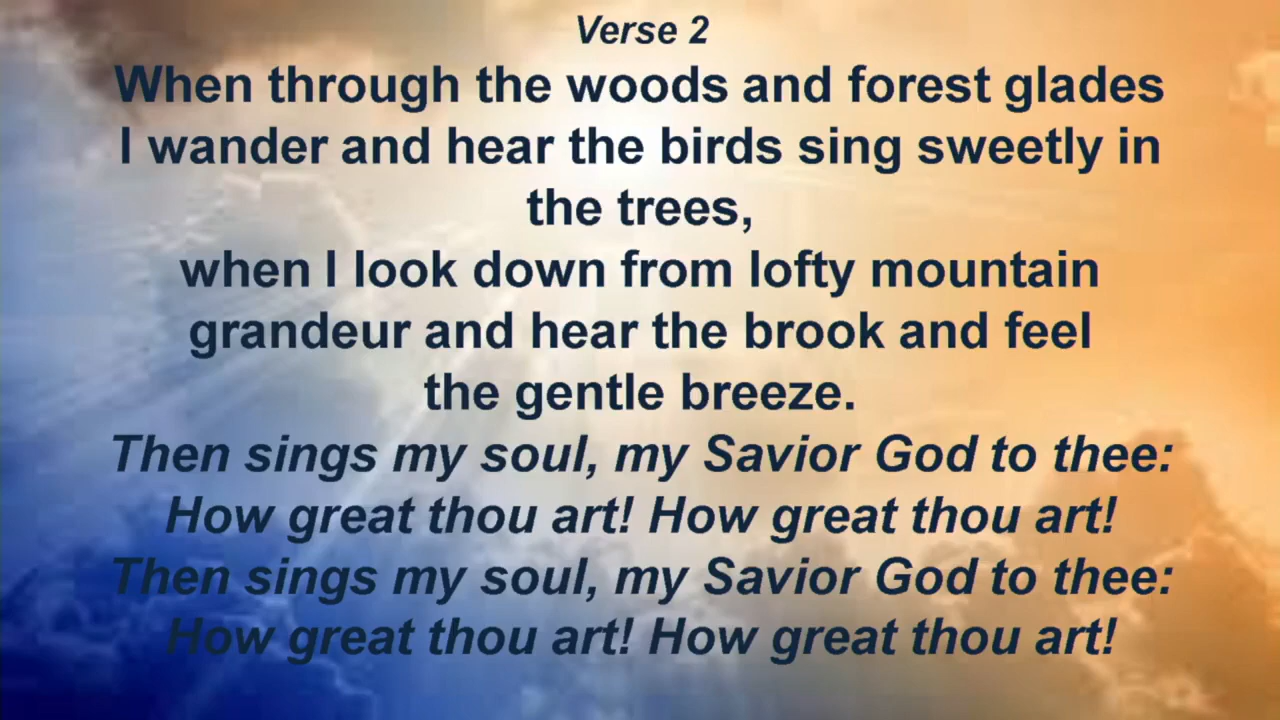 Verse 2
When through the woods and forest glades
I wander and hear the birds sing sweetly in
the trees,
when I look down from lofty mountain
grandeur and hear the brook and feel
the gentle breeze.
Then sings my soul, my Savior God to thee:
How great thou art! How great thou art!
Then sings my soul, my Savior God to thee:
How great thou art! How great thou art!